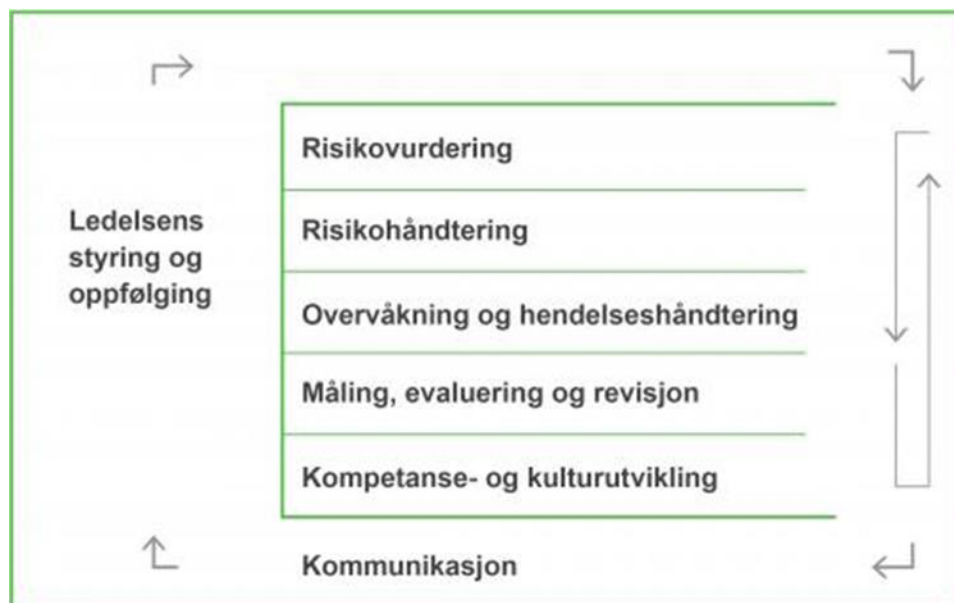 Risikovurdering
Ledelsens
styring og
oppfølging
Risikohåndtering
Overvåkning og hendelseshåndtering
Måling, evaluering og revisjon
Kompetanse- og kulturutvikling
Kommunikasjon